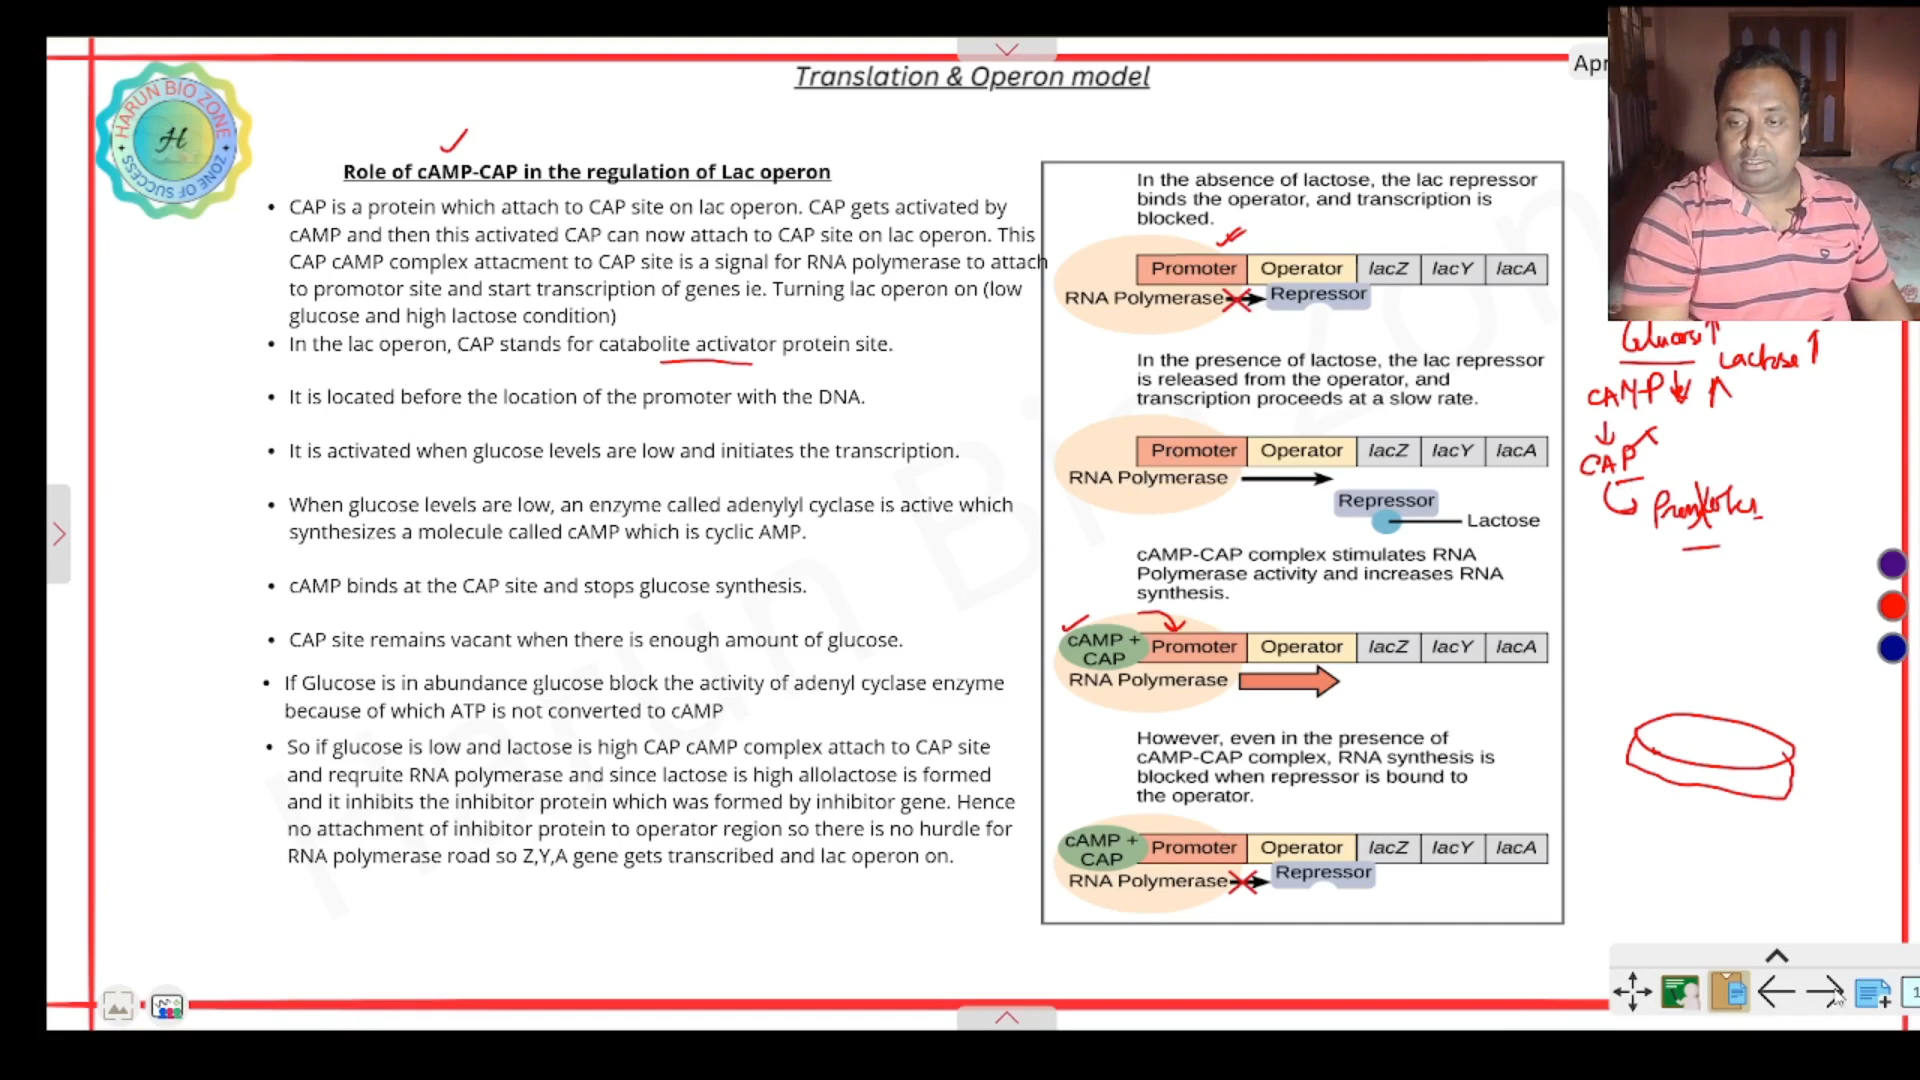 Translation & Operon model
Apr
HARUN BIO ZONE
H
ZONE OF SUCCESS
Role of cAMP-CAP in the regulation of Lac operon
• CAP is a protein which attach to CAP site on lac operon. CAP gets activated by
cAMP and then this activated CAP can now attach to CAP site on lac operon. This
CAP cAMP complex attacment to CAP site is a signal for RNA polymerase to attach
to promotor site and start transcription of genes ie. Turning lac operon on (low
glucose and high lactose condition)
• In the lac operon, CAP stands for catabolite activator protein site.
• It is located before the location of the promoter with the DNA.
• It is activated when glucose levels are low and initiates the transcription.
• When glucose levels are low, an enzyme called adenylyl cyclase is active which
synthesizes a molecule called cAMP which is cyclic AMP.
• cAMP binds at the CAP site and stops glucose synthesis.
• CAP site remains vacant when there is enough amount of glucose.
• If Glucose is in abundance glucose block the activity of adenyl cyclase enzyme
because of which ATP is not converted to cAMP
• So if glucose is low and lactose is high CAP cAMP complex attach to CAP site
and reqruite RNA polymerase and since lactose is high allolactose is formed
and it inhibits the inhibitor protein which was formed by inhibitor gene. Hence
no attachment of inhibitor protein to operator region so there is no hurdle for
RNA polymerase road so Z,Y,A gene gets transcribed and lac operon on.
In the absence of lactose, the lac repressor
binds the operator, and transcription is
blocked.
Promoter Operator lacZ lacY lacA
RNA Polymerase Repressor
In the presence of lactose, the lac repressor
is released from the operator, and
transcription proceeds at a slow rate.
Promoter Operator lacZ lacY lacA
RNA Polymerase
Repressor
Lactose
cAMP-CAP complex stimulates RNA
Polymerase activity and increases RNA
synthesis.
cAMP +
CAP
Promoter Operator lacZ lacY lacA
RNA Polymerase
However, even in the presence of
cAMP-CAP complex, RNA synthesis is
blocked when repressor is bound to
the operator.
cAMP +
CAP
Promoter Operator lacZ lacY lacA
RNA Polymerase Repressor
Lactose ↑
cAMP ↓
↓
CAP
Harun Bio Zon
1